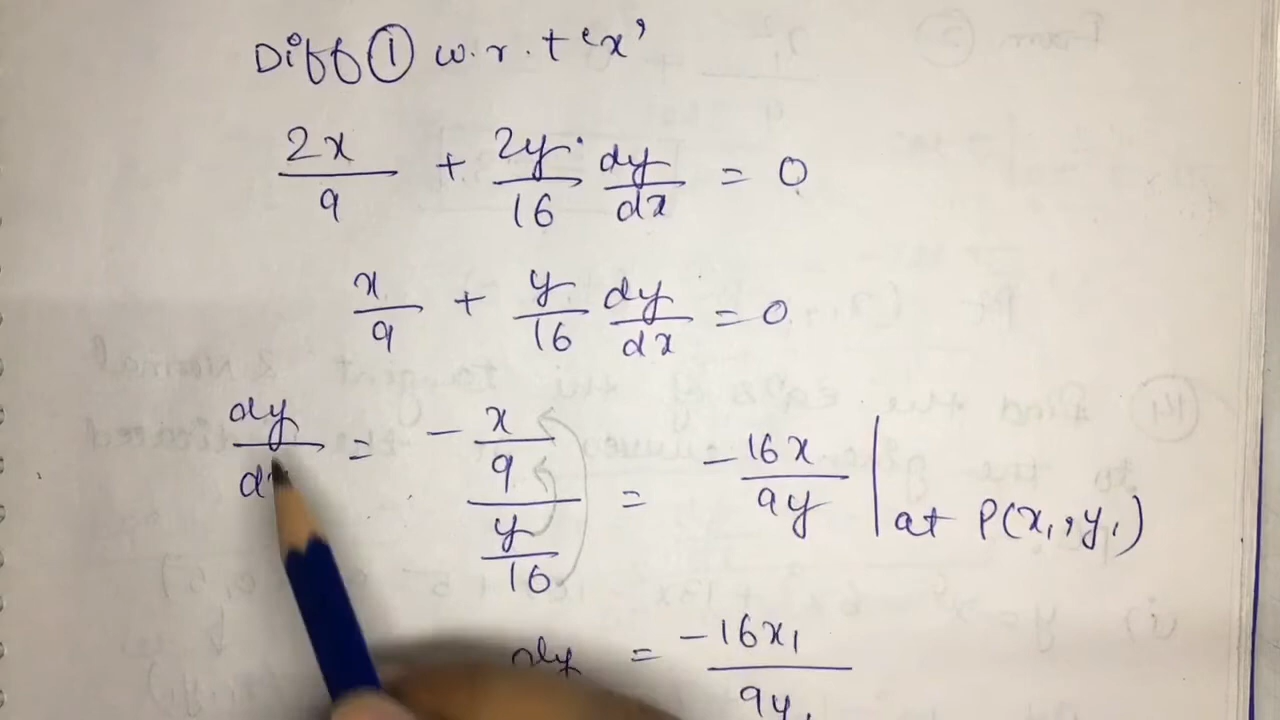 Diff ① w.r.t 'x'
2x/9 + 2y/16 dy/dx = 0
x/9 + y/16 dy/dx = 0
dy/dx = - x/9 / y/16 = -16x/9y | at P(x₁, y₁)
dy = -16x₁/9y₁